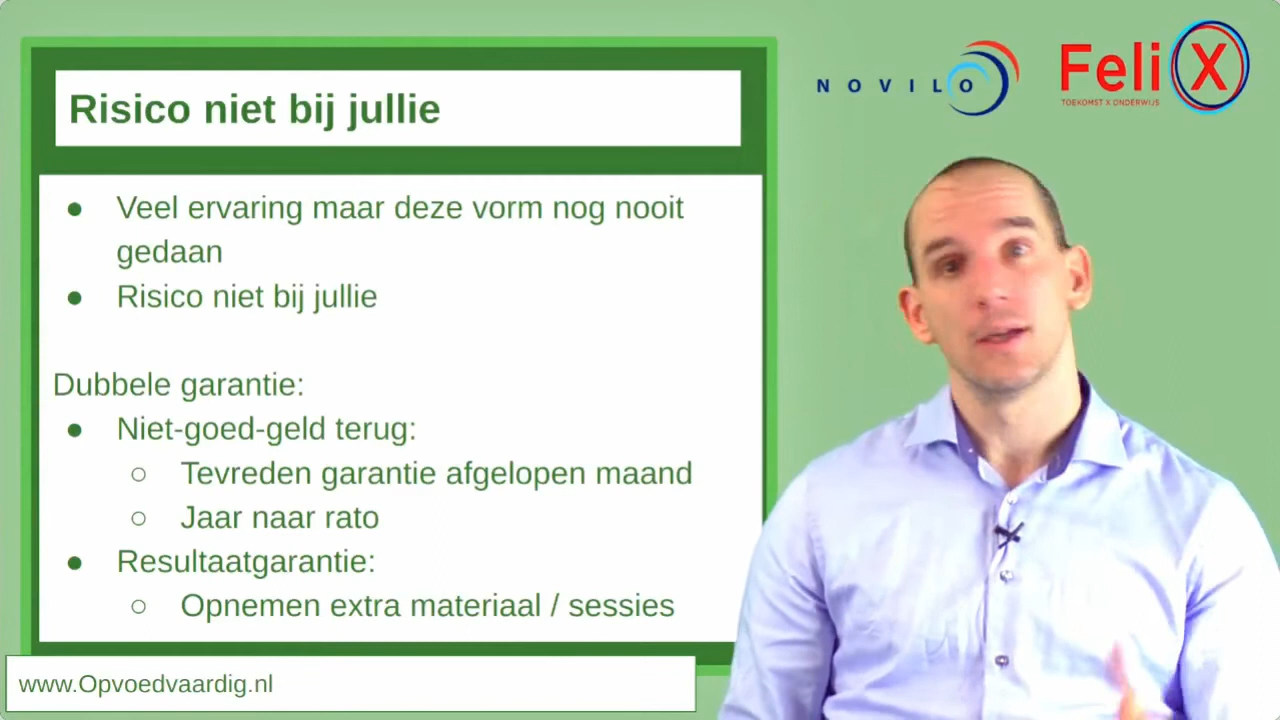 Risico niet bij jullie
● Veel ervaring maar deze vorm nog nooit
gedaan
● Risico niet bij jullie
Dubbele garantie:
● Niet-goed-geld terug:
○ Tevreden garantie afgelopen maand
○ Jaar naar rato
● Resultaatgarantie:
○ Opnemen extra materiaal / sessies
www.Opvoedvaardig.nl
NOVILO
FeliX
TOEKOMST X ONDERWIJS